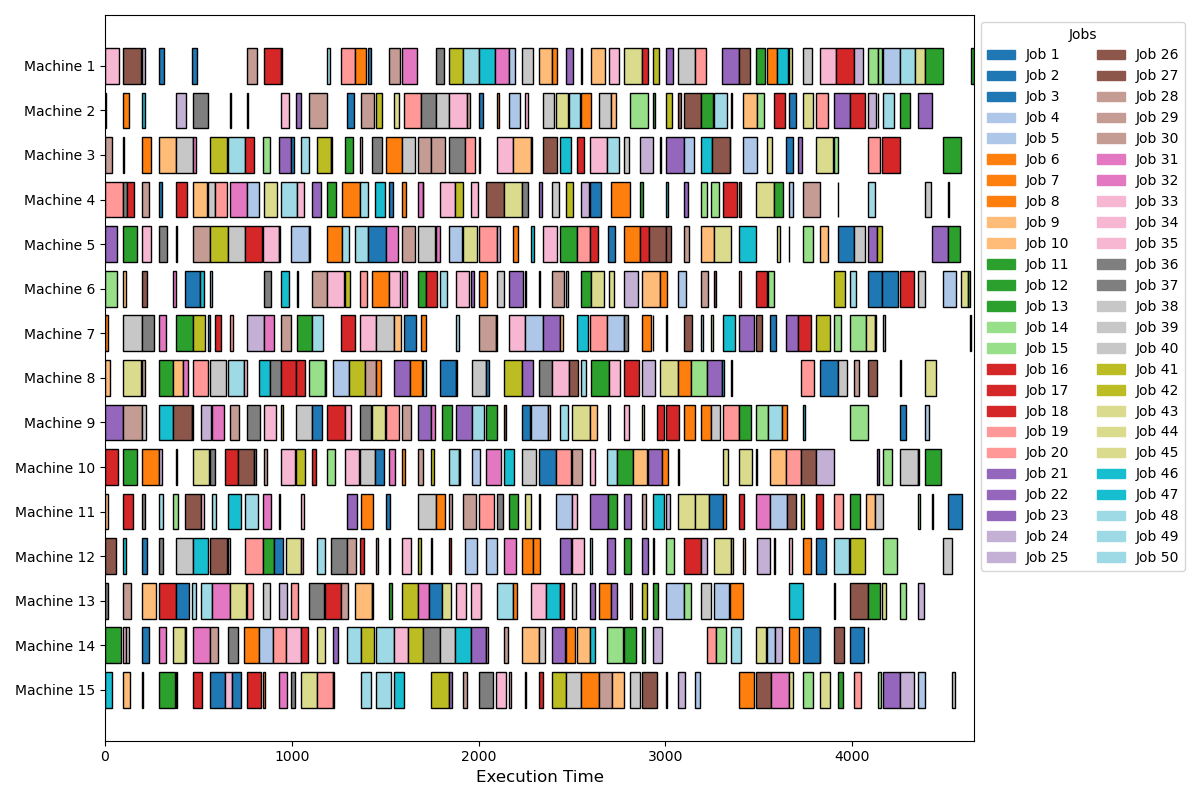 Machine 1
Machine 2
Machine 3
Machine 4
Machine 5
Machine 6
Machine 7
Machine 8
Machine 9
Machine 10
Machine 11
Machine 12
Machine 13
Machine 14
Machine 15
0 1000 2000 3000 4000
Execution Time
Jobs
Job 1 Job 26
Job 2 Job 27
Job 3 Job 28
Job 4 Job 29
Job 5 Job 30
Job 6 Job 31
Job 7 Job 32
Job 8 Job 33
Job 9 Job 34
Job 10 Job 35
Job 11 Job 36
Job 12 Job 37
Job 13 Job 38
Job 14 Job 39
Job 15 Job 40
Job 16 Job 41
Job 17 Job 42
Job 18 Job 43
Job 19 Job 44
Job 20 Job 45
Job 21 Job 46
Job 22 Job 47
Job 23 Job 48
Job 24 Job 49
Job 25 Job 50